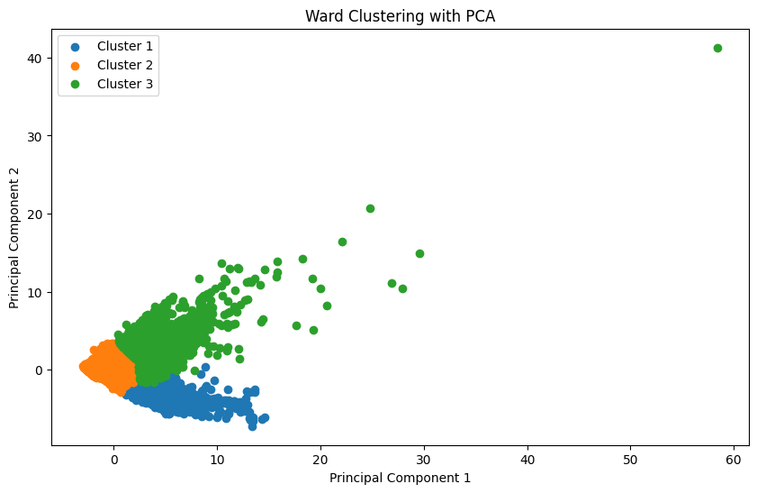 Ward Clustering with PCA
Cluster 1
Cluster 2
Cluster 3
Principal Component 2
40
30
20
10
0
0 10 20 30 40 50 60
Principal Component 1